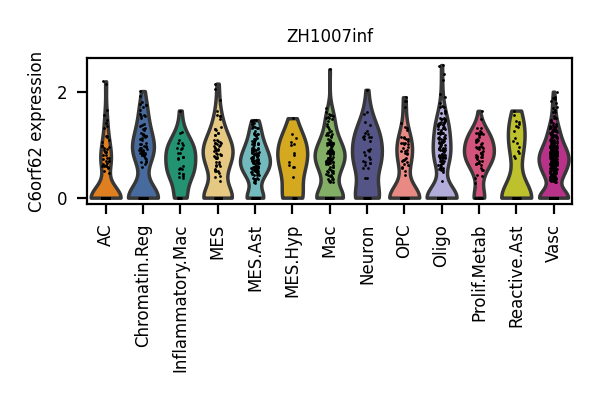 ZH1007inf
C6orf62 expression
2
0
AC
Chromatin.Reg
Inflammatory.Mac
MES
MES.Ast
MES.Hyp
Mac
Neuron
OPC
Oligo
Prolif.Metab
Reactive.Ast
Vasc